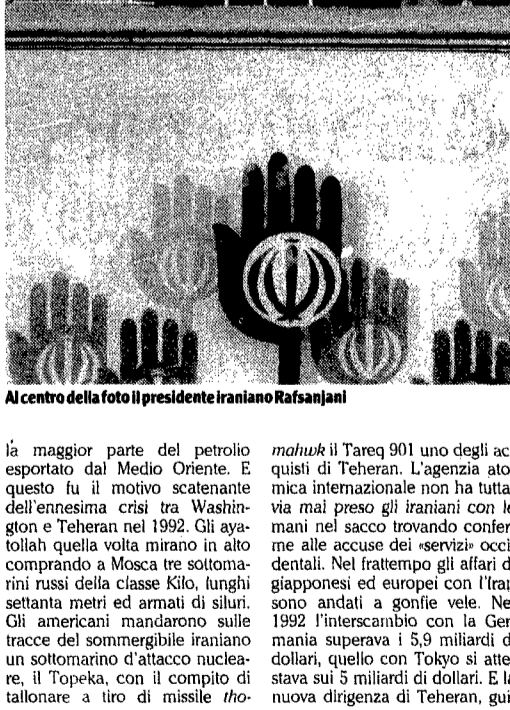 Al centro della foto il presidente iraniano Rafsanjani
la maggior parte del petrolio
esportato dal Medio Oriente. E
questo fu il motivo scatenante
dell'ennesima crisi tra Washin-
gton e Teheran nel 1992. Gli aya-
tollah quella volta mirano in alto
comprando a Mosca tre sottoma-
rini russi della classe Kilo, lunghi
settanta metri ed armati di siluri.
Gli americani mandarono sulle
tracce del sommergibile iraniano
un sottomarino d'attacco nuclea-
re, il Topeka, con il compito di
tallonare a tiro di missile tho-
mahwk il Tareq 901 uno degli ac
quisti di Teheran. L'agenzia ato
mica internazionale non ha tutta
via mai preso gli iraniani con le
mani nel sacco trovando confer
me alle accuse dei «servizi» occi
dentali. Nel frattempo gli affari d
giapponesi ed europei con l'Iran
sono andati a gonfie vele. Ne
1992 l'interscambio con la Ger
mania superava i 5,9 miliardi d
dollari, quello con Tokyo si atte
stava sui 5 miliardi di dollari. E la
nuova dirigenza di Teheran, gui